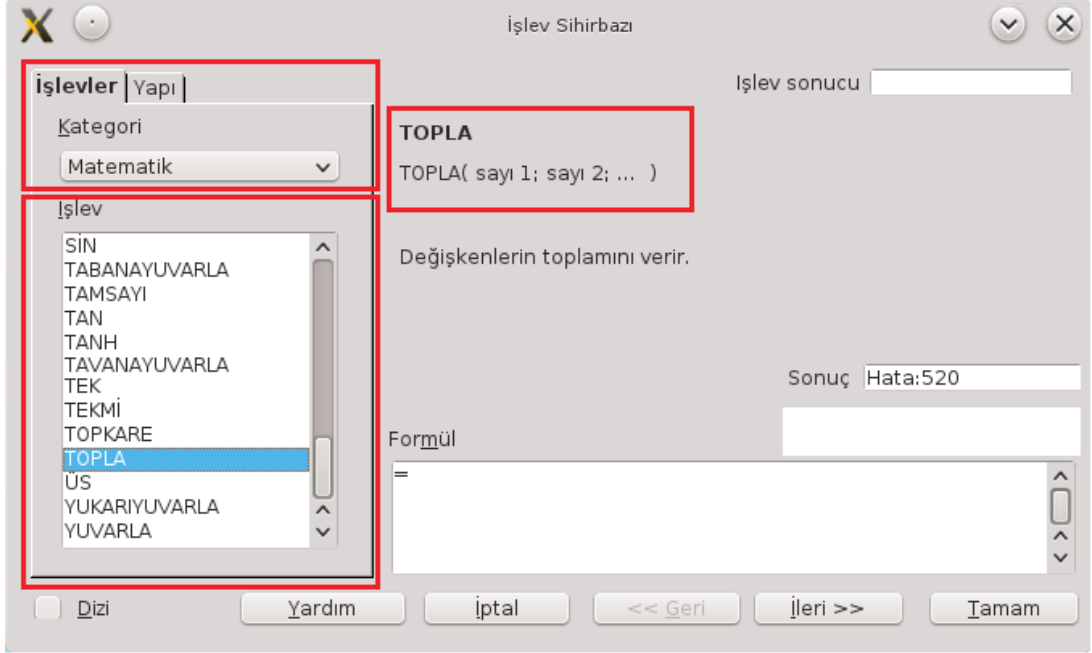 İşlev Sihirbazı
İşlevler Yapı
Kategori
Matematik
İşlev
SİN
TABANAYUVARLA
TAMSAYI
TAN
TANH
TAVANAYUVARLA
TEK
TEKMİ
TOPKARE
TOPLA
ÜS
YUKARIYUVARLA
YUVARLA
Işlev sonucu
TOPLA
TOPLA( sayı 1; sayı 2; ... )
Değişkenlerin toplamını verir.
Sonuç Hata:520
Formül
=
Dizi Yardım İptal << Geri İleri >> Tamam